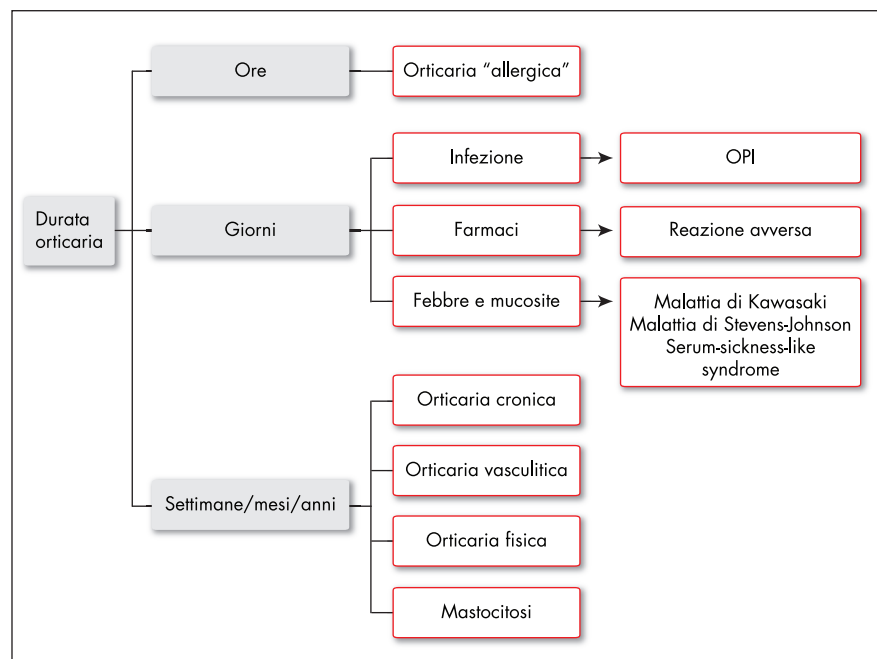 Ore
Orticaria “allergica”
Infezione
OPI
Durata
orticaria
Giorni
Farmaci
Reazione avversa
Febbre e mucosite
Malattia di Kawasaki
Malattia di Stevens-Johnson
Serum-sickness-like
syndrome
Orticaria cronica
Orticaria vasculitica
Settimane/mesi/anni
Orticaria fisica
Mastocitosi